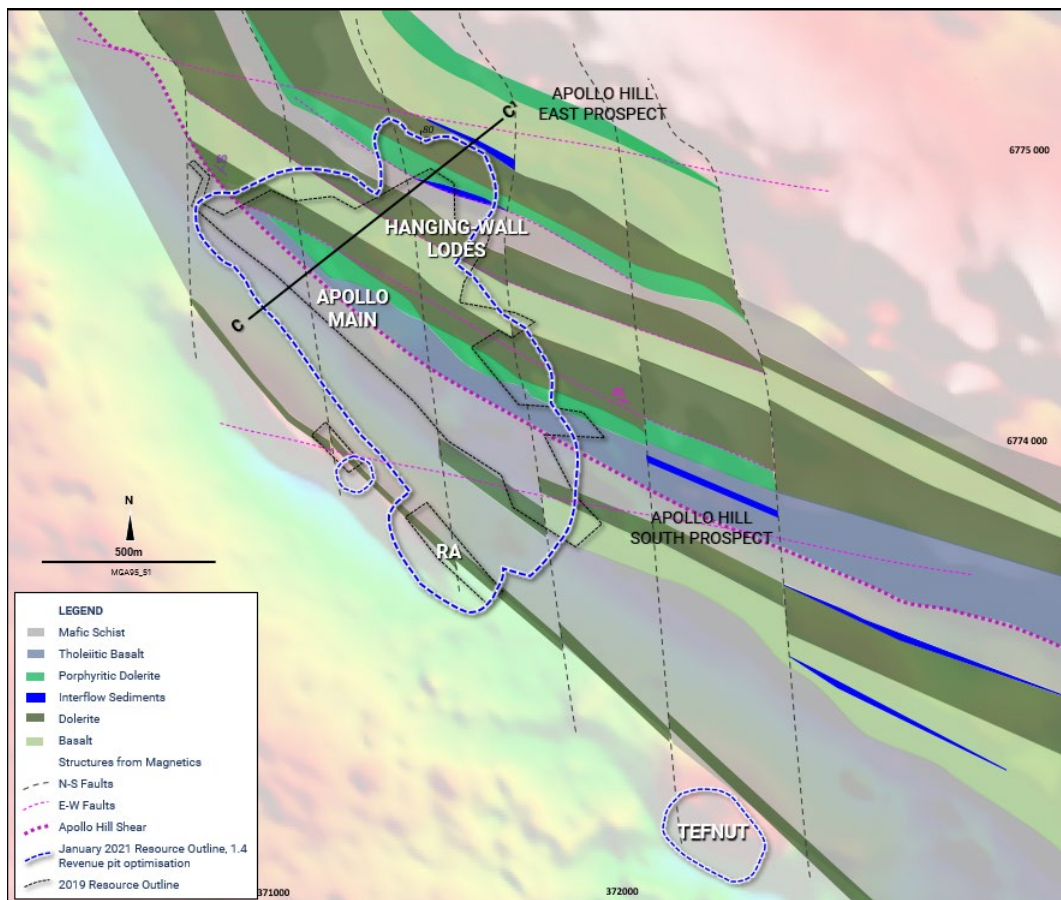 APOLLO HILL
EAST PROSPECT
C'
80
6775 000
HANGING-WALL
LODES
APOLLO
MAIN
C
6774 000
APOLLO HILL
SOUTH PROSPECT
RA
N
500m
MGA95_51
TEFNUT
LEGEND
Mafic Schist
Tholeiitic Basalt
Porphyritic Dolerite
Interflow Sediments
Dolerite
Basalt
Structures from Magnetics
N-S Faults
E-W Faults
Apollo Hill Shear
January 2021 Resource Outline, 1.4
Revenue pit optimisation
2019 Resource Outline
371000
372000